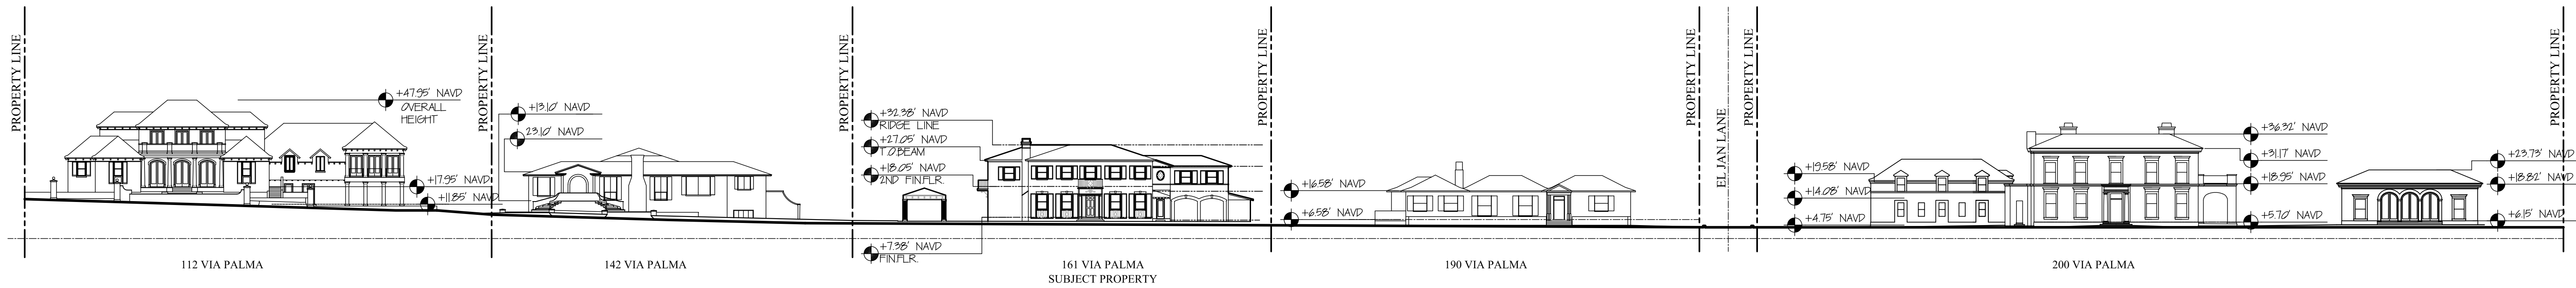 PROPERTY LINE
+47.95' NAVD
OVERALL
HEIGHT
+17.95' NAVD
+11.85' NAVD
112 VIA PALMA
PROPERTY LINE
+13.10' NAVD
23.10' NAVD
142 VIA PALMA
PROPERTY LINE
+32.38' NAVD
RIDGE LINE
+27.05' NAVD
T.O.BEAM
+18.05' NAVD
2ND FIN.FLR.
+7.38' NAVD
FIN.FLR.
161 VIA PALMA
SUBJECT PROPERTY
PROPERTY LINE
+16.58' NAVD
+6.58' NAVD
190 VIA PALMA
PROPERTY LINE
ELIAN LANE
PROPERTY LINE
+19.58' NAVD
+14.08' NAVD
+4.75' NAVD
+36.32' NAVD
+31.17' NAVD
+18.95' NAVD
+5.70' NAVD
200 VIA PALMA
+23.73' NAVD
+18.82' NAVD
+6.15' NAVD
PROPERTY LINE